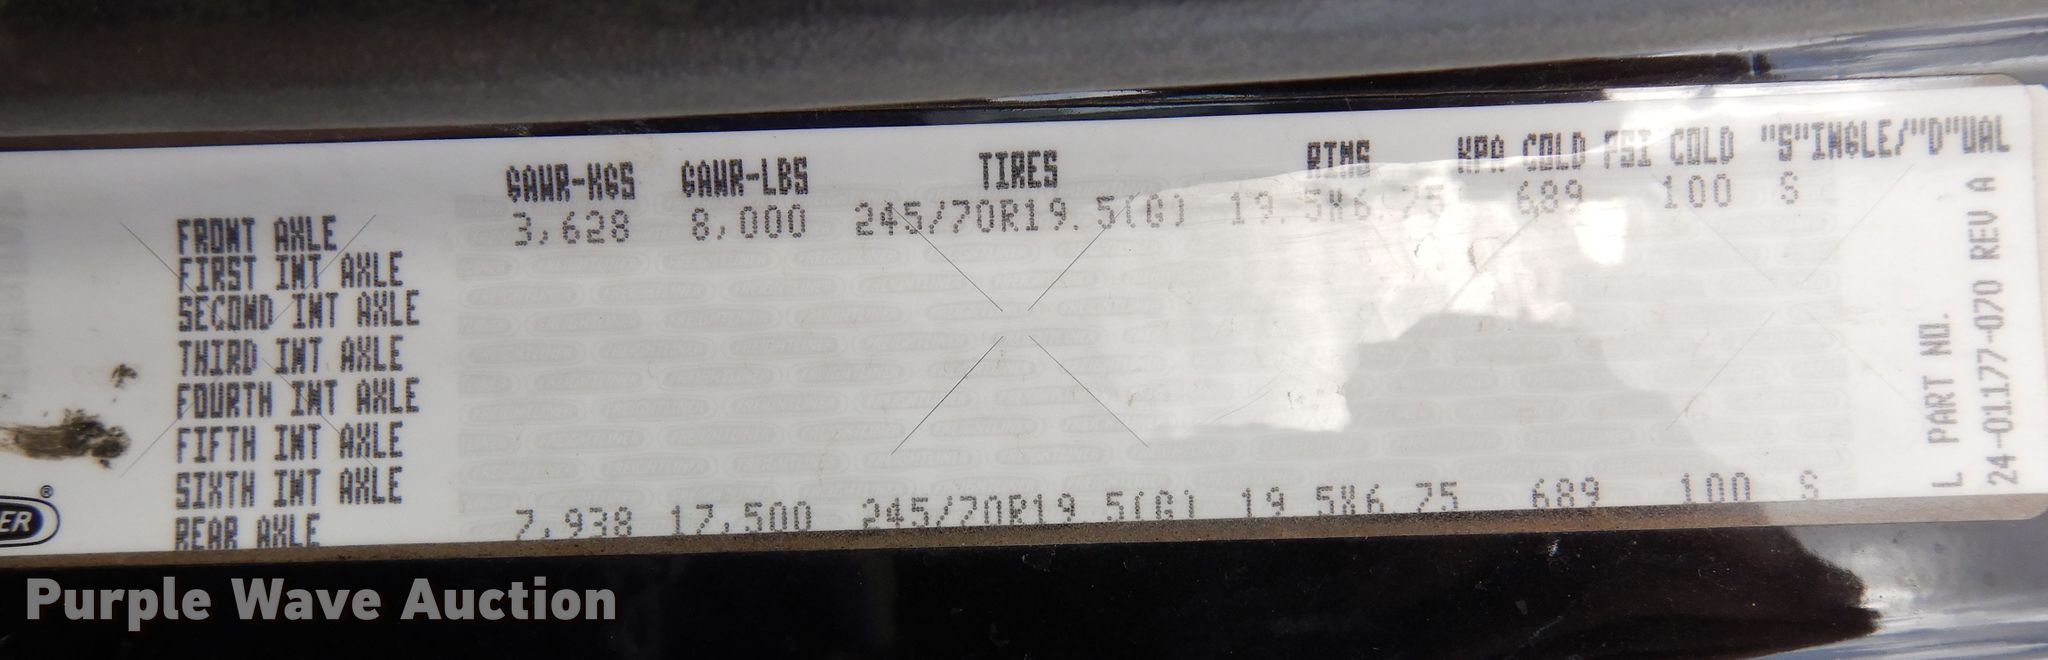 GAWR-KGS GAWR-LBS TIRES RIMS KPA COLD PSI COLD "S"INGLE/"D"UAL
FRONT AXLE 3,628 8,000 245/70R19.5(G) 19.5X6.75 689 100 S
FIRST INT AXLE
SECOND INT AXLE
THIRD INT AXLE
FOURTH INT AXLE
FIFTH INT AXLE
SIXTH INT AXLE
REAR AXLE 7,938 17,500 245/70R19.5(G) 19.5X6.75 689 100 S
L PART NO.
24-01177-070 REV A
ER®
Purple Wave Auction